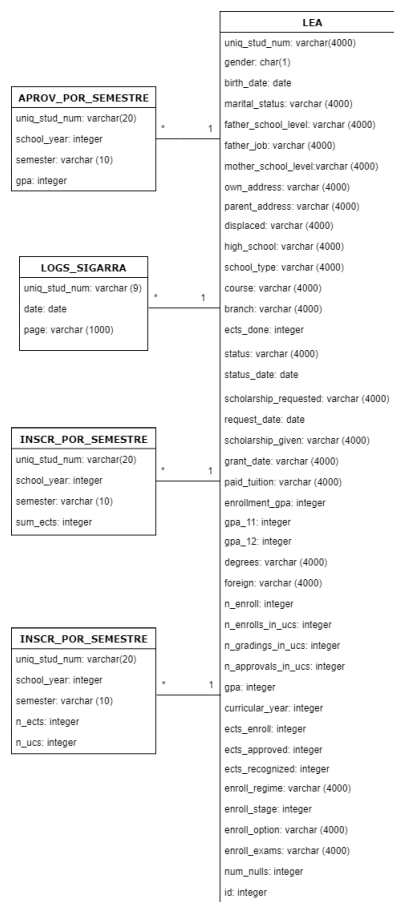 APROV_POR_SEMESTRE
uniq_stud_num: varchar(20)
school_year: integer
semester: varchar (10)
gpa: integer
*
1
LOGS_SIGARRA
uniq_stud_num: varchar (9)
date: date
page: varchar (1000)
*
1
INSCR_POR_SEMESTRE
uniq_stud_num: varchar(20)
school_year: integer
semester: varchar (10)
sum_ects: integer
*
1
INSCR_POR_SEMESTRE
uniq_stud_num: varchar(20)
school_year: integer
semester: varchar (10)
n_ects: integer
n_ucs: integer
*
1
LEA
uniq_stud_num: varchar(4000)
gender: char(1)
birth_date: date
marital_status: varchar (4000)
father_school_level: varchar (4000)
father_job: varchar (4000)
mother_school_level:varchar (4000)
own_address: varchar (4000)
parent_address: varchar (4000)
displaced: varchar (4000)
high_school: varchar (4000)
school_type: varchar (4000)
course: varchar (4000)
branch: varchar (4000)
ects_done: integer
status: varchar (4000)
status_date: date
scholarship_requested: varchar (4000)
request_date: date
scholarship_given: varchar (4000)
grant_date: varchar (4000)
paid_tuition: varchar (4000)
enrollment_gpa: integer
gpa_11: integer
gpa_12: integer
degrees: varchar (4000)
foreign: varchar (4000)
n_enroll: integer
n_enrolls_in_ucs: integer
n_gradings_in_ucs: integer
n_approvals_in_ucs: integer
gpa: integer
curricular_year: integer
ects_enroll: integer
ects_approved: integer
ects_recognized: integer
enroll_regime: varchar (4000)
enroll_stage: integer
enroll_option: varchar (4000)
enroll_exams: varchar (4000)
num_nulls: integer
id: integer